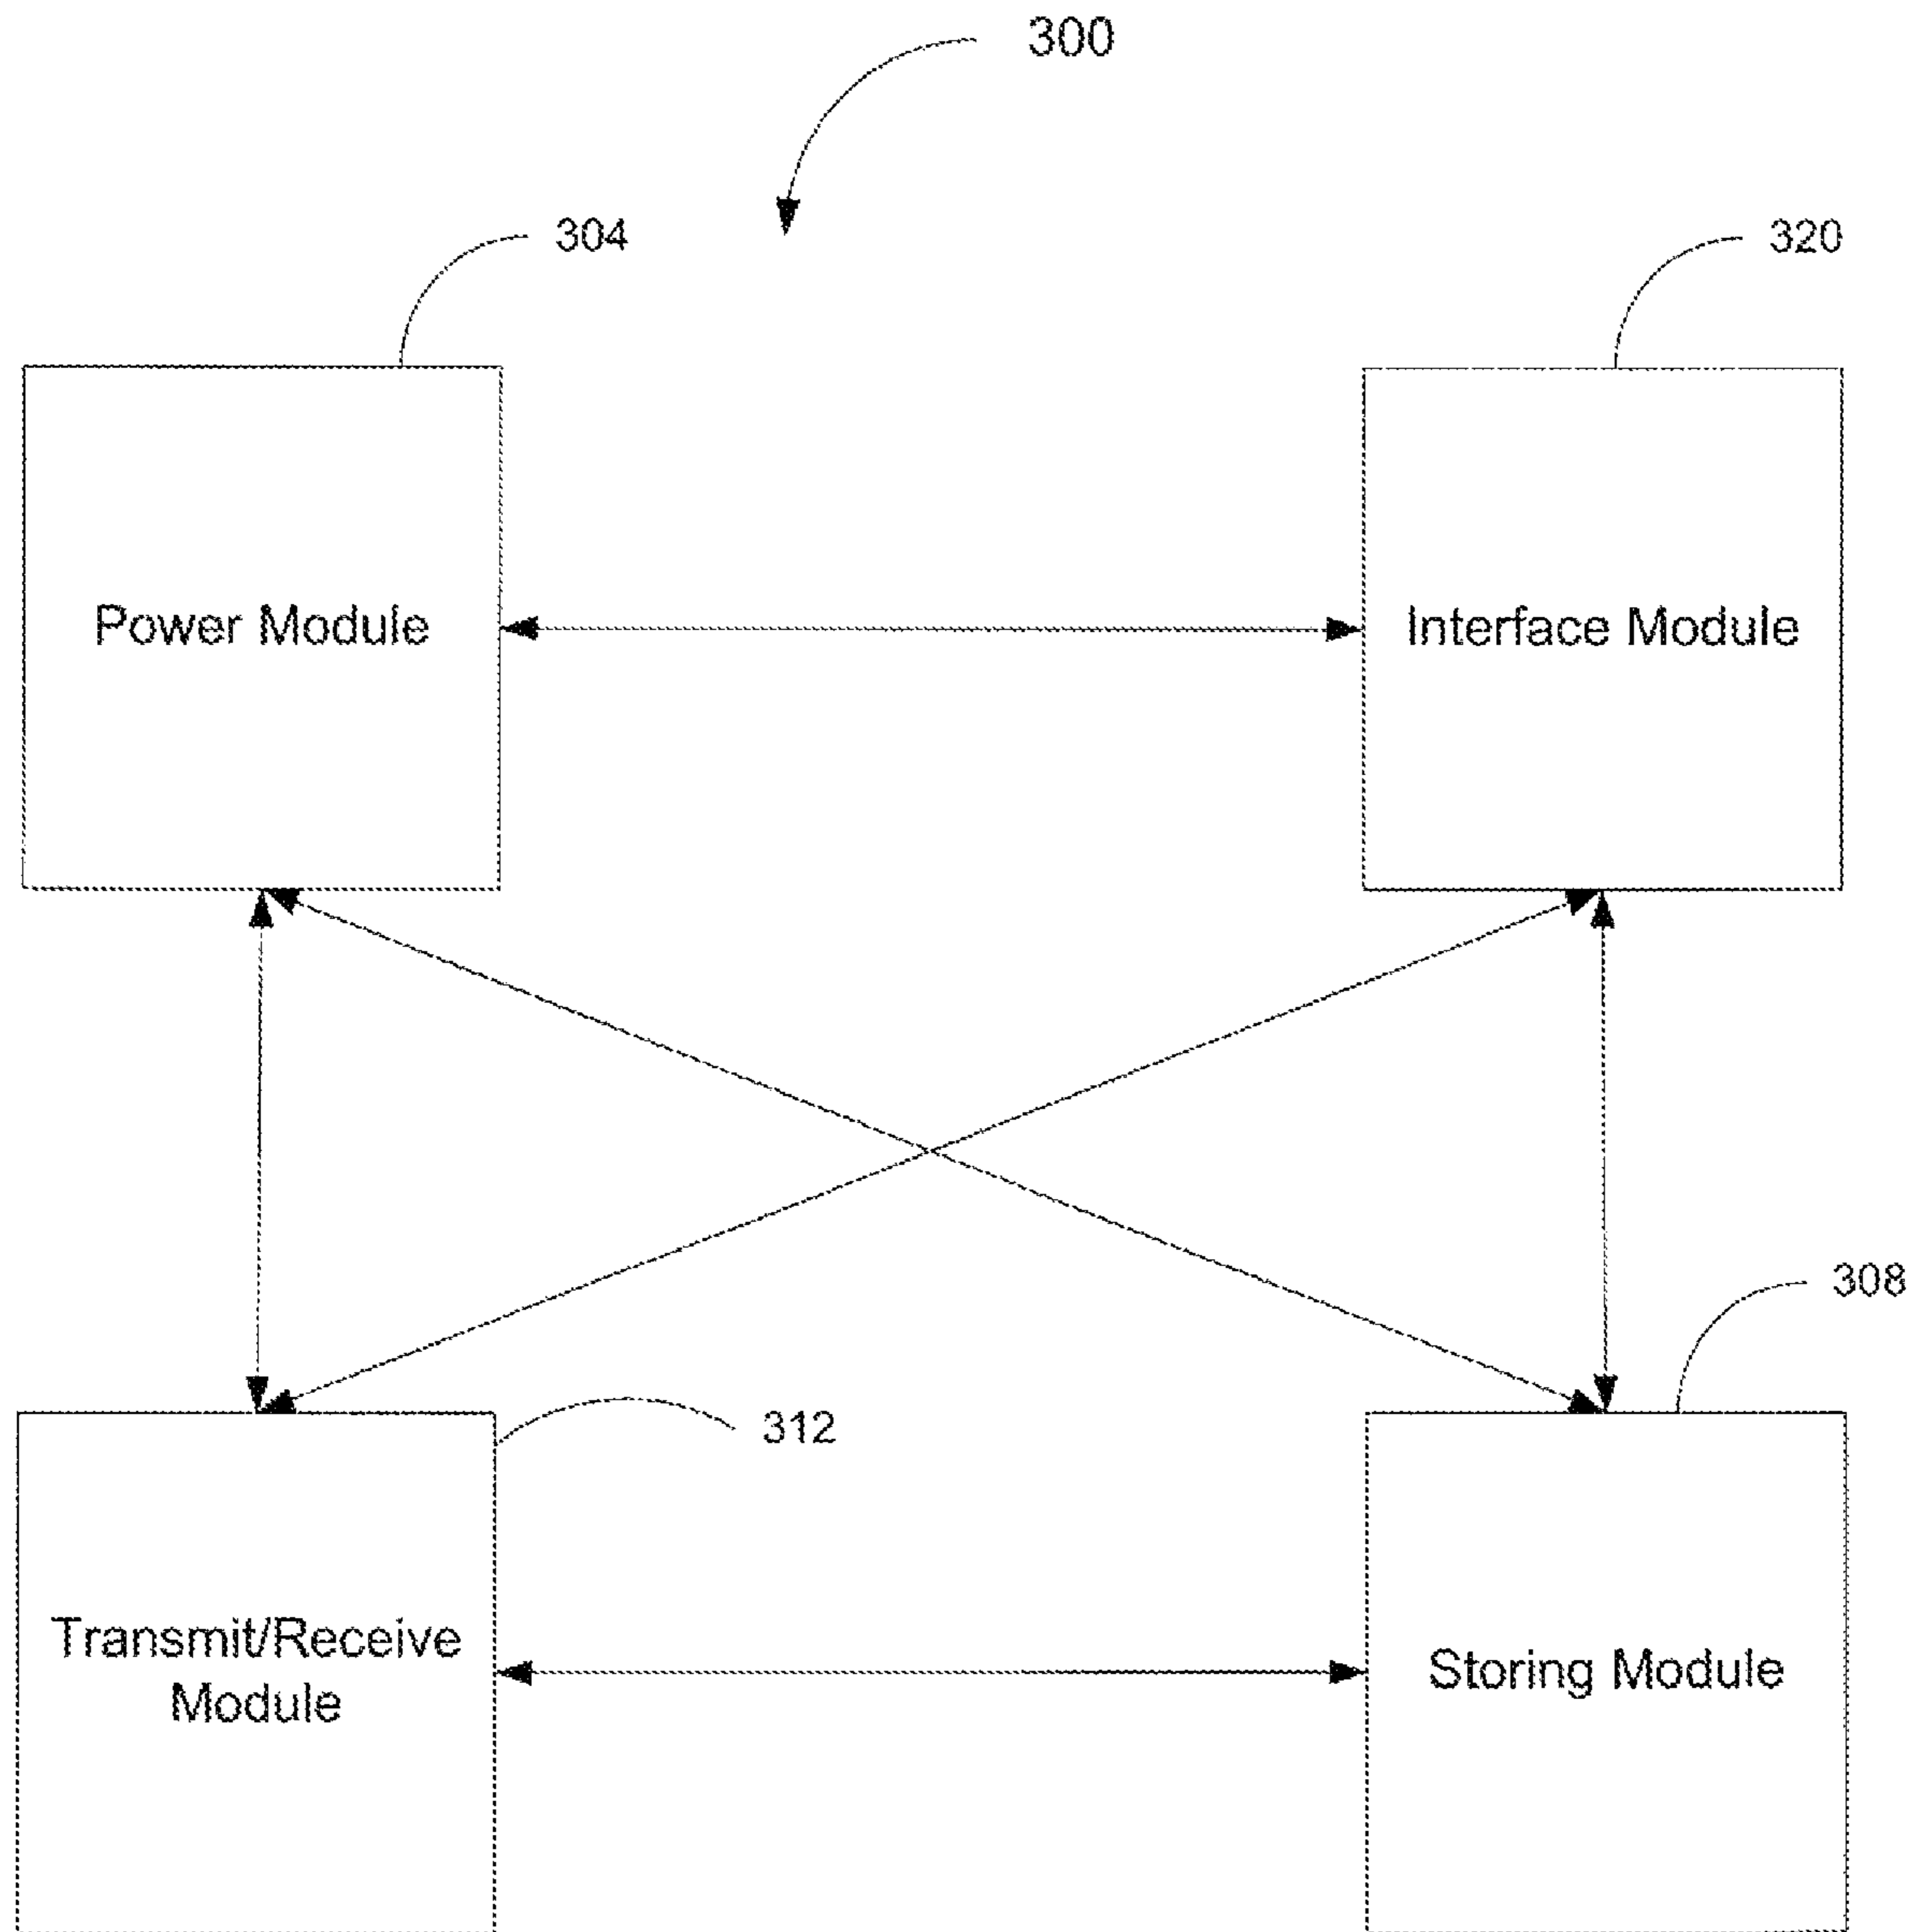 300
304
320
Power Module
Interface Module
308
312
Transmit/Receive
Module
Storing Module